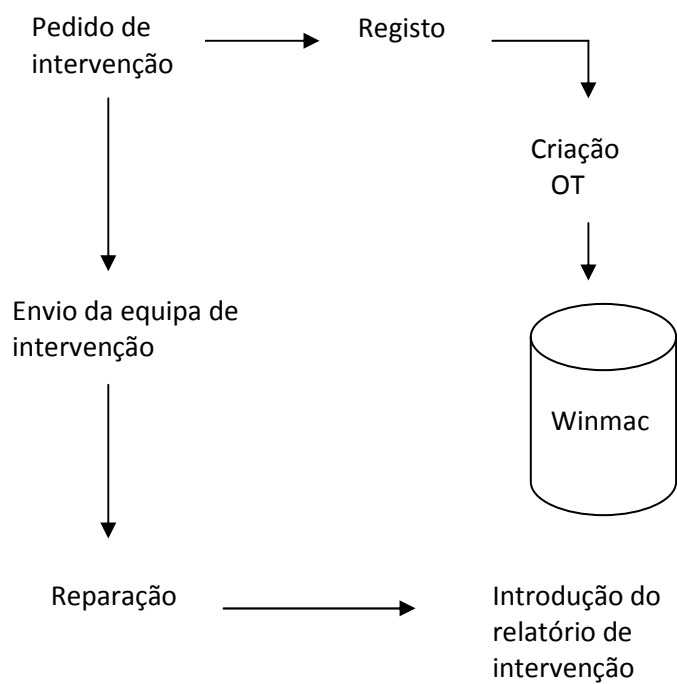 Pedido de
intervenção
Registo
Criação
OT
Envio da equipa de
intervenção
Winmac
Reparação
Introdução do
relatório de
intervenção